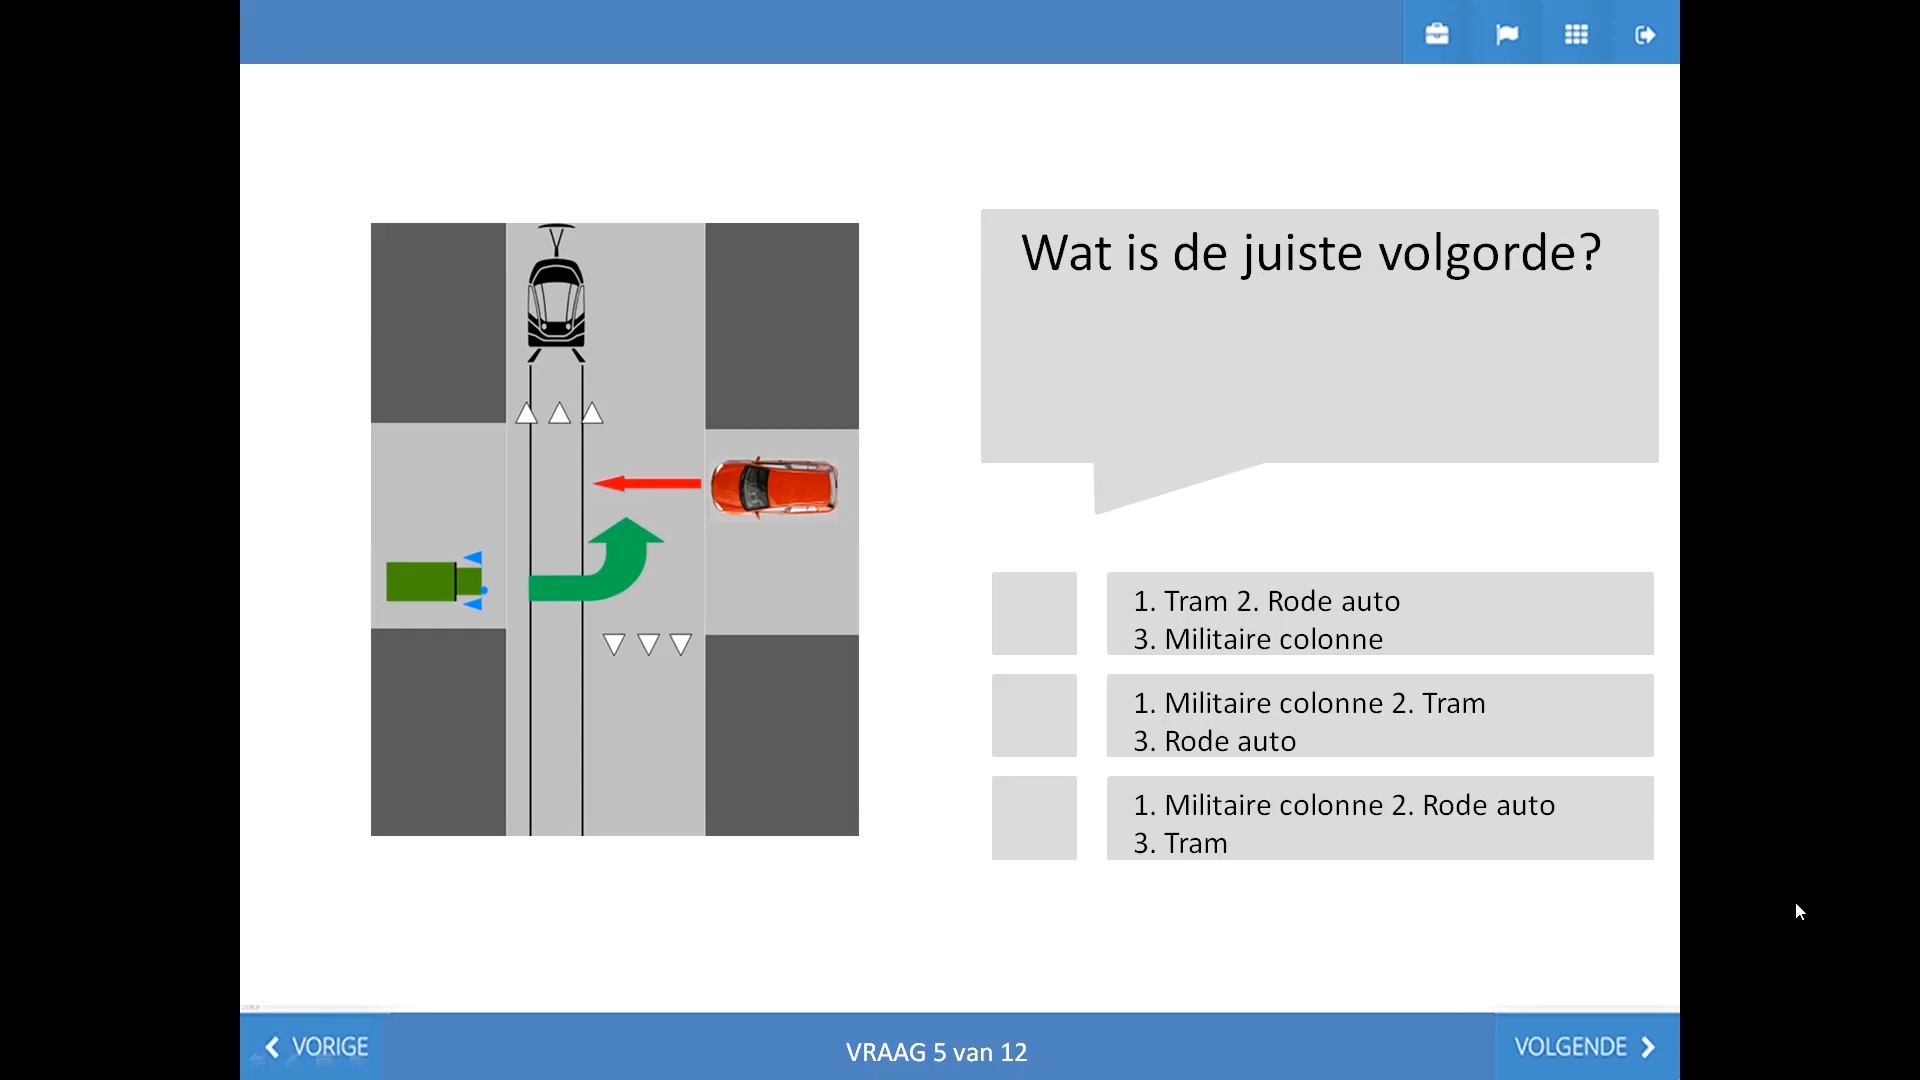 Wat is de juiste volgorde?
1. Tram 2. Rode auto
3. Militaire colonne
1. Militaire colonne 2. Tram
3. Rode auto
1. Militaire colonne 2. Rode auto
3. Tram
VORIGE
VRAAG 5 van 12
VOLGENDE